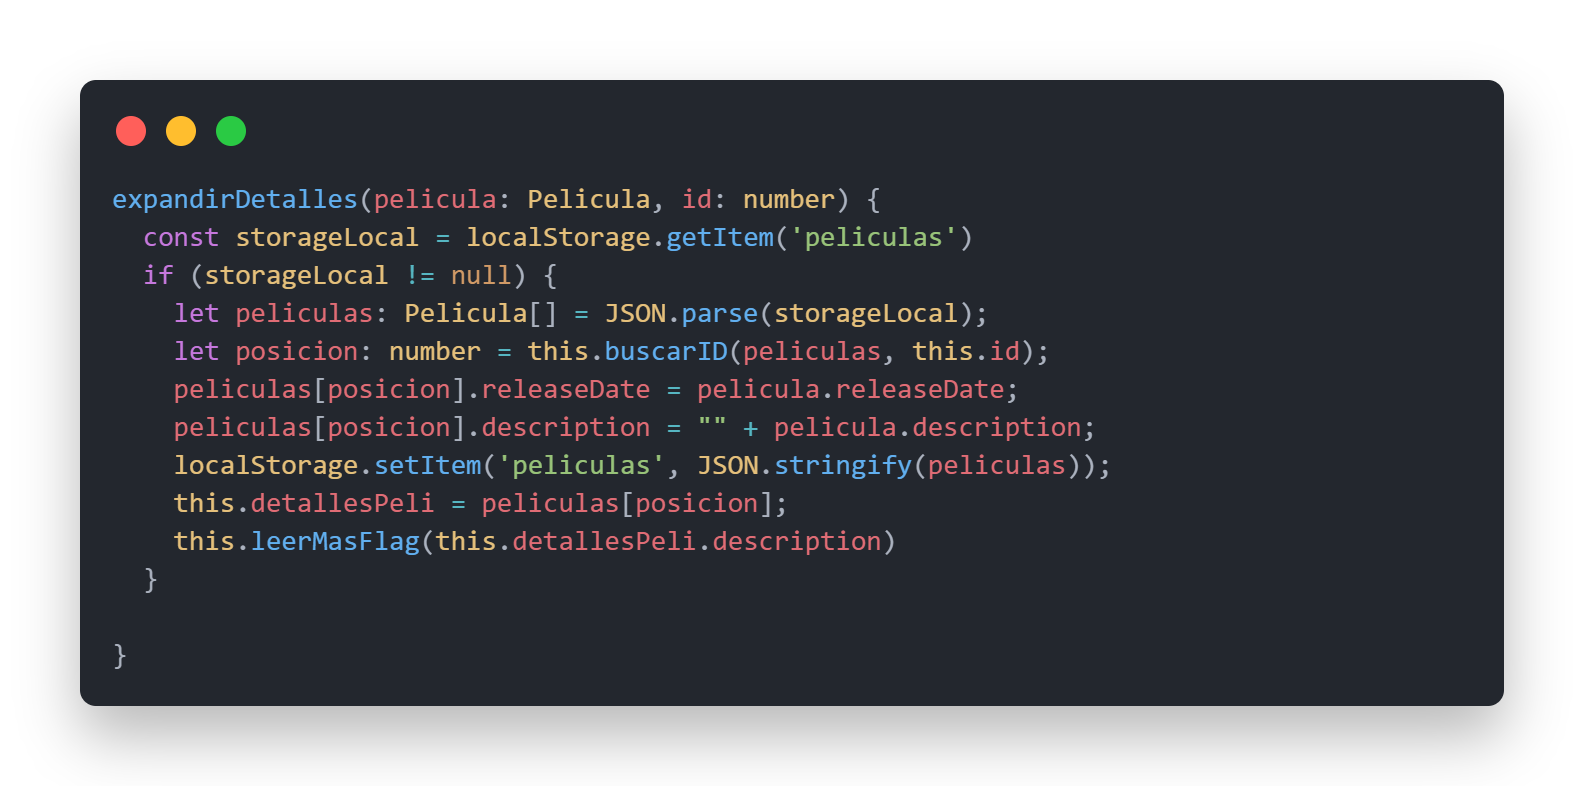 expandirDetalles(pelicula: Pelicula, id: number) {
  const storageLocal = localStorage.getItem('peliculas')
  if (storageLocal != null) {
    let peliculas: Pelicula[] = JSON.parse(storageLocal);
    let posicion: number = this.buscarID(peliculas, this.id);
    peliculas[posicion].releaseDate = pelicula.releaseDate;
    peliculas[posicion].description = "" + pelicula.description;
    localStorage.setItem('peliculas', JSON.stringify(peliculas));
    this.detallesPeli = peliculas[posicion];
    this.leerMasFlag(this.detallesPeli.description)
  }

}